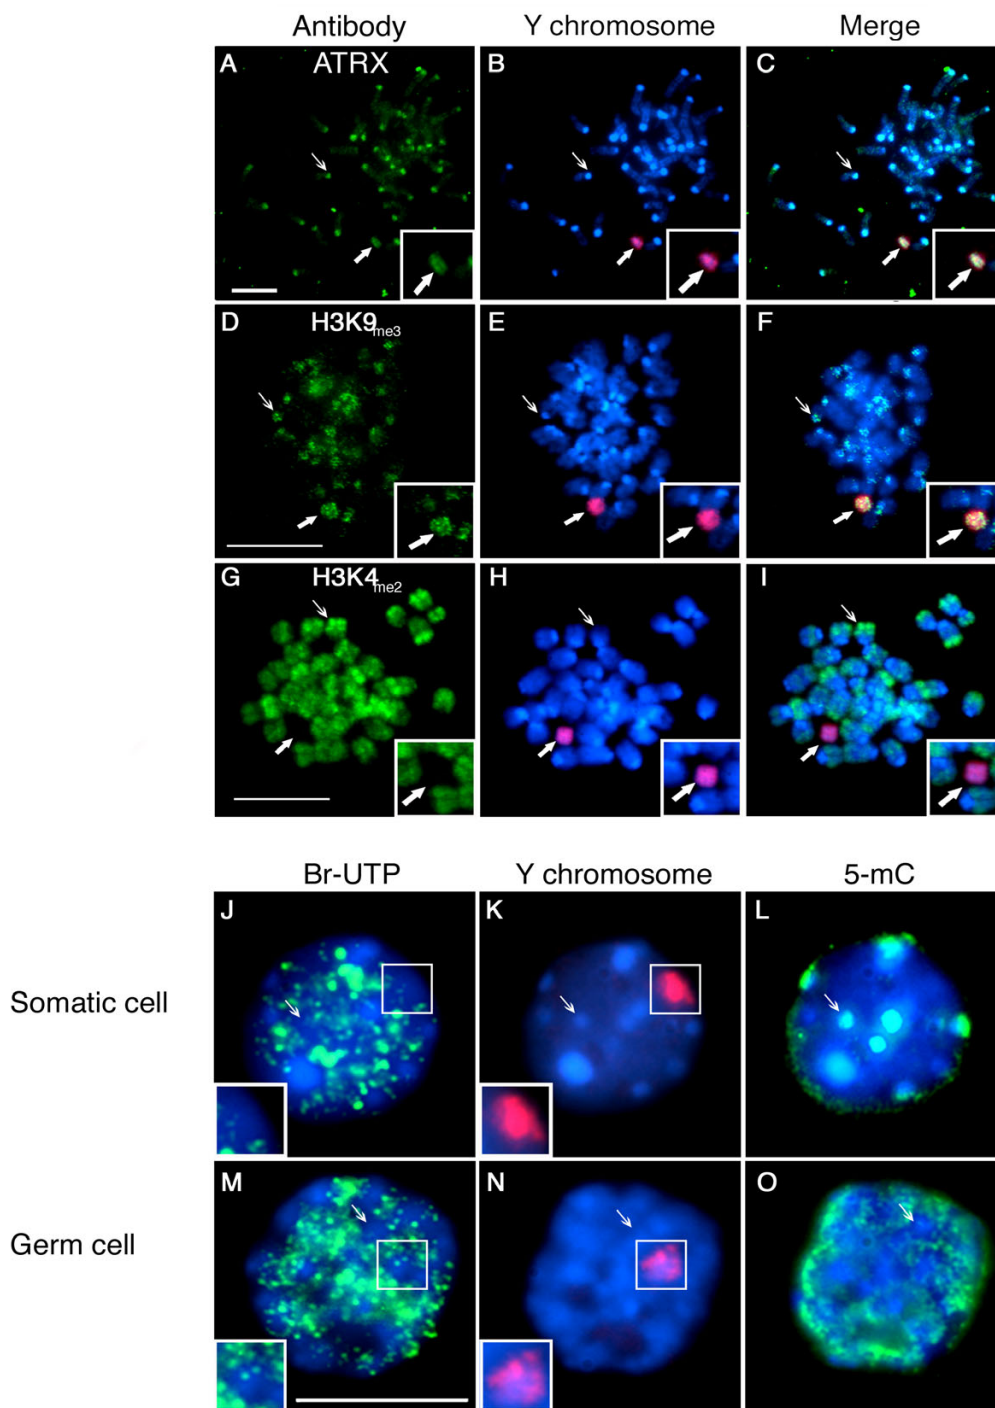 Antibody Y chromosome Merge
A ATRX B C
D H3K9me3 E F
G H3K4me2 H I
Br-UTP Y chromosome 5-mC
J K L
Somatic cell
M N O
Germ cell